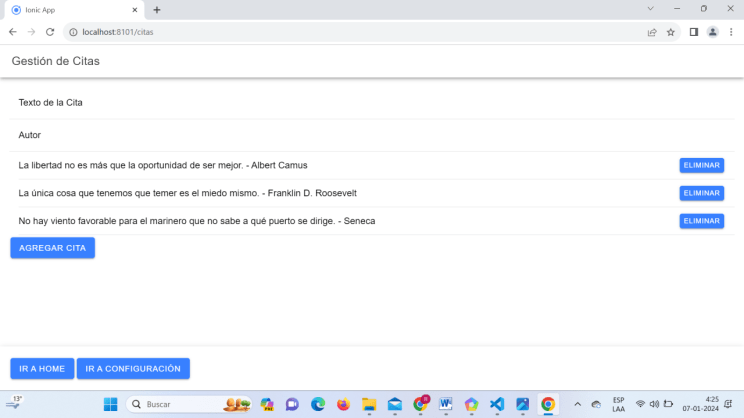 Ionic App
localhost:8101/citas
Gestión de Citas
Texto de la Cita
Autor
La libertad no es más que la oportunidad de ser mejor. - Albert Camus
ELIMINAR
La única cosa que tenemos que temer es el miedo mismo. - Franklin D. Roosevelt
ELIMINAR
No hay viento favorable para el marinero que no sabe a qué puerto se dirige. - Seneca
ELIMINAR
AGREGAR CITA
IR A HOME
IR A CONFIGURACIÓN
13°
Buscar
ESP
LAA
4:25
07-01-2024